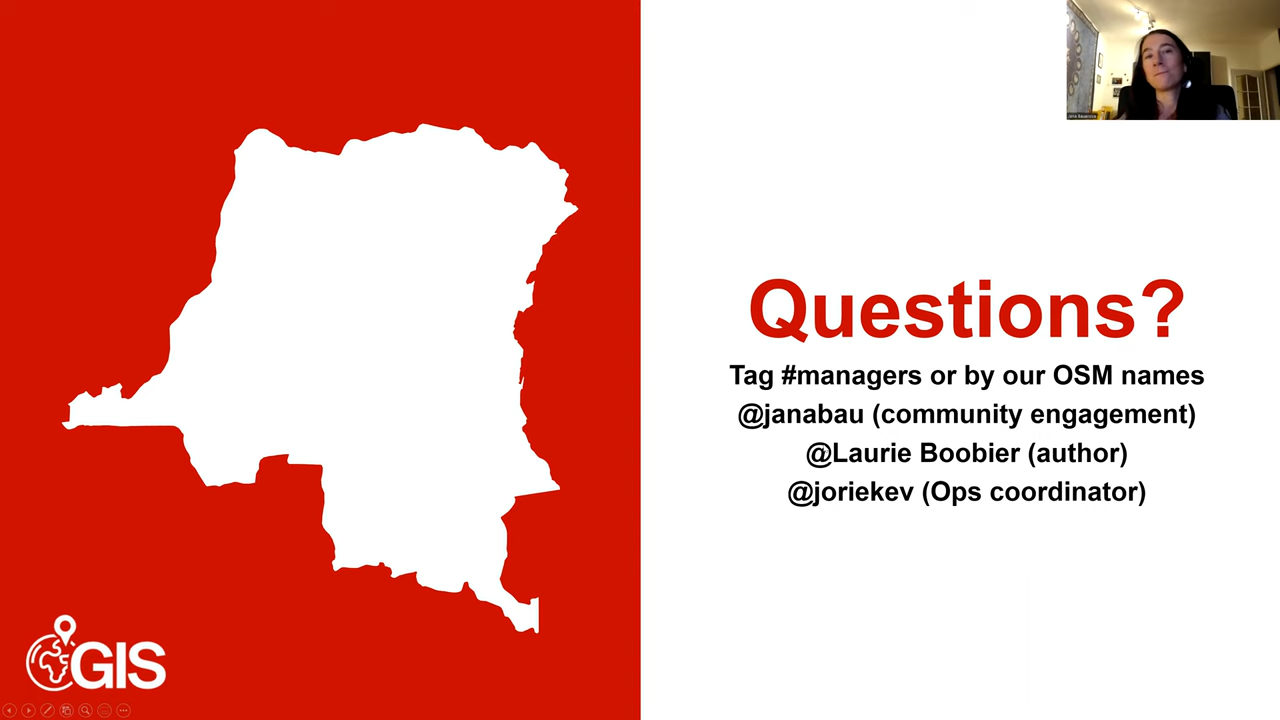 Questions?
Tag #managers or by our OSM names
@janabau (community engagement)
@Laurie Boobier (author)
@joriekev (Ops coordinator)
GIS